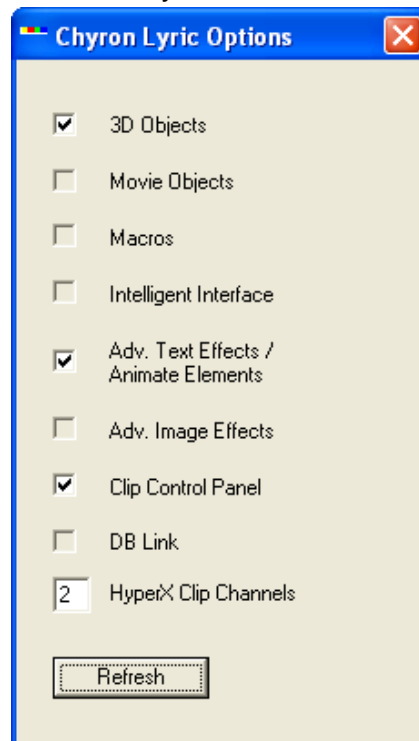 Chyron Lyric Options
3D Objects
Movie Objects
Macros
Intelligent Interface
Adv. Text Effects /
Animate Elements
Adv. Image Effects
Clip Control Panel
DB Link
2 HyperX Clip Channels
Refresh